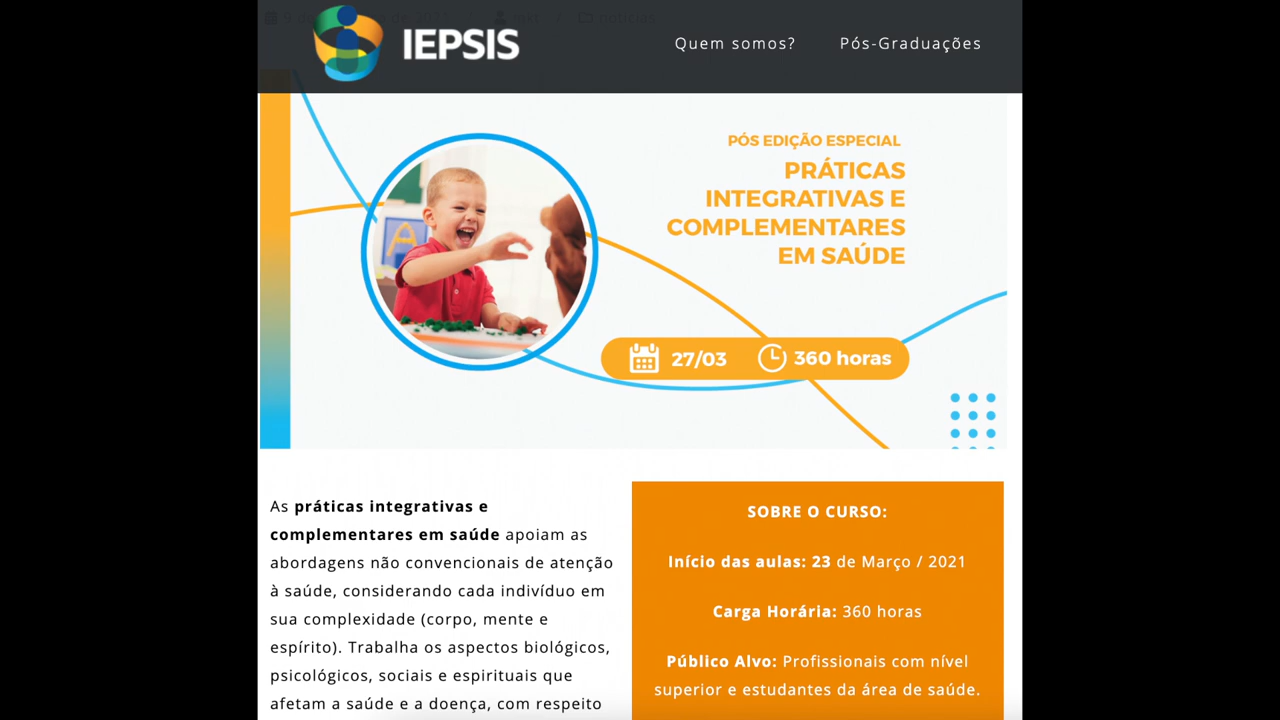 IEPSIS
Quem somos?
Pós-Graduações
PÓS EDIÇÃO ESPECIAL
PRÁTICAS
INTEGRATIVAS E
COMPLEMENTARES
EM SAÚDE
A
27/03
360 horas
As práticas integrativas e
complementares em saúde apoiam as
abordagens não convencionais de atenção
à saúde, considerando cada indivíduo em
sua complexidade (corpo, mente e
espírito). Trabalha os aspectos biológicos,
psicológicos, sociais e espirituais que
afetam a saúde e a doença, com respeito
SOBRE O CURSO:
Início das aulas: 23 de Março / 2021
Carga Horária: 360 horas
Público Alvo: Profissionais com nível
superior e estudantes da área de saúde.